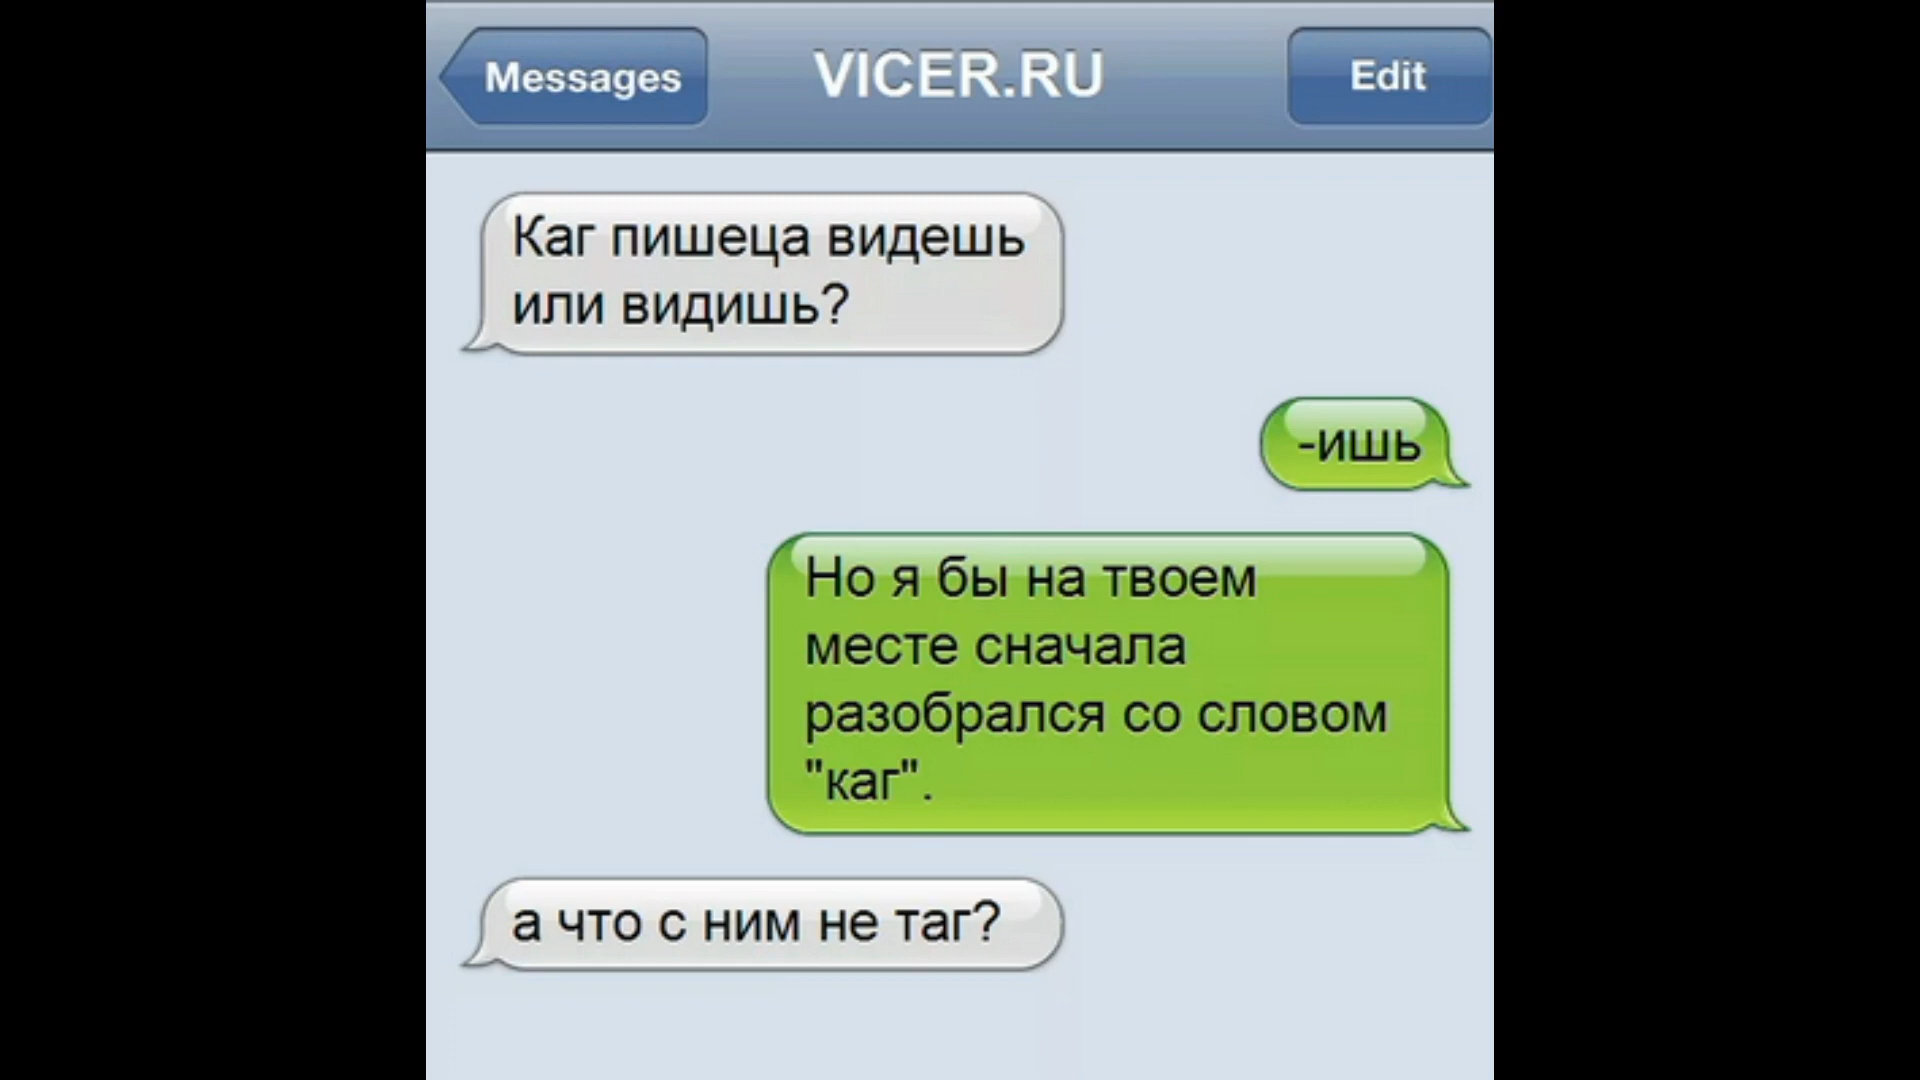 Messages VICER.RU Edit
Каг пишеца видешь
или видишь?
-ишь
Но я бы на твоем
месте сначала
разобрался со словом
"каг".
а что с ним не таг?